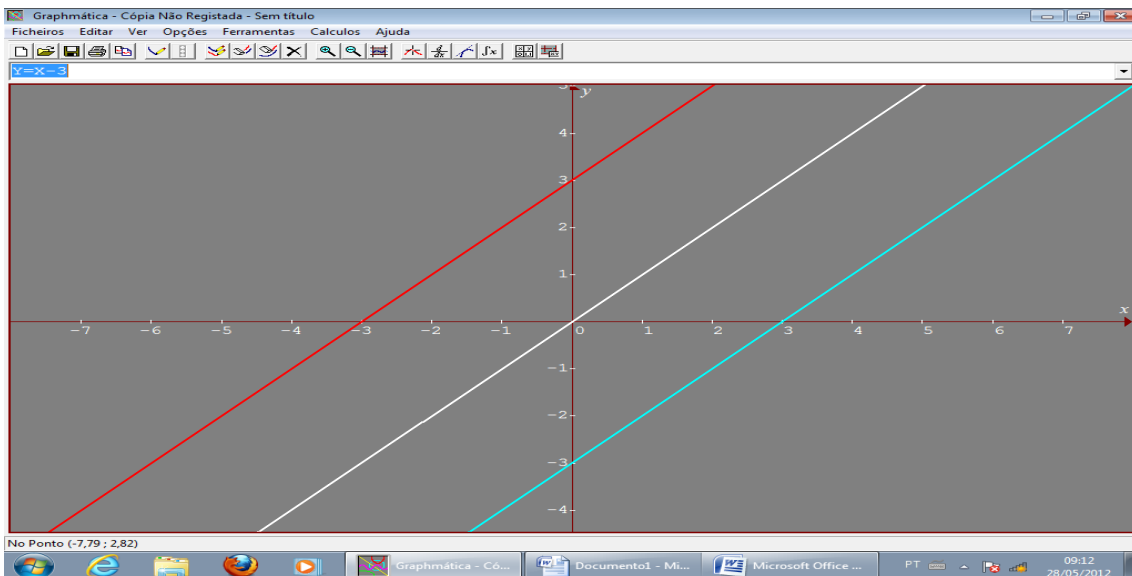 Graphmática - Cópia Não Registada - Sem título
Ficheiros Editar Ver Opções Ferramentas Calculos Ajuda
Y=X-3
y
4
3
2
1
x
-7 -6 -5 -4 -3 -2 -1 0 1 2 3 4 5 6 7
-1
-2
-3
-4
No Ponto (-7,79 ; 2,82)
Graphmática - Có... Documento1 - Mi... Microsoft Office ... PT 09:12
28/05/2012